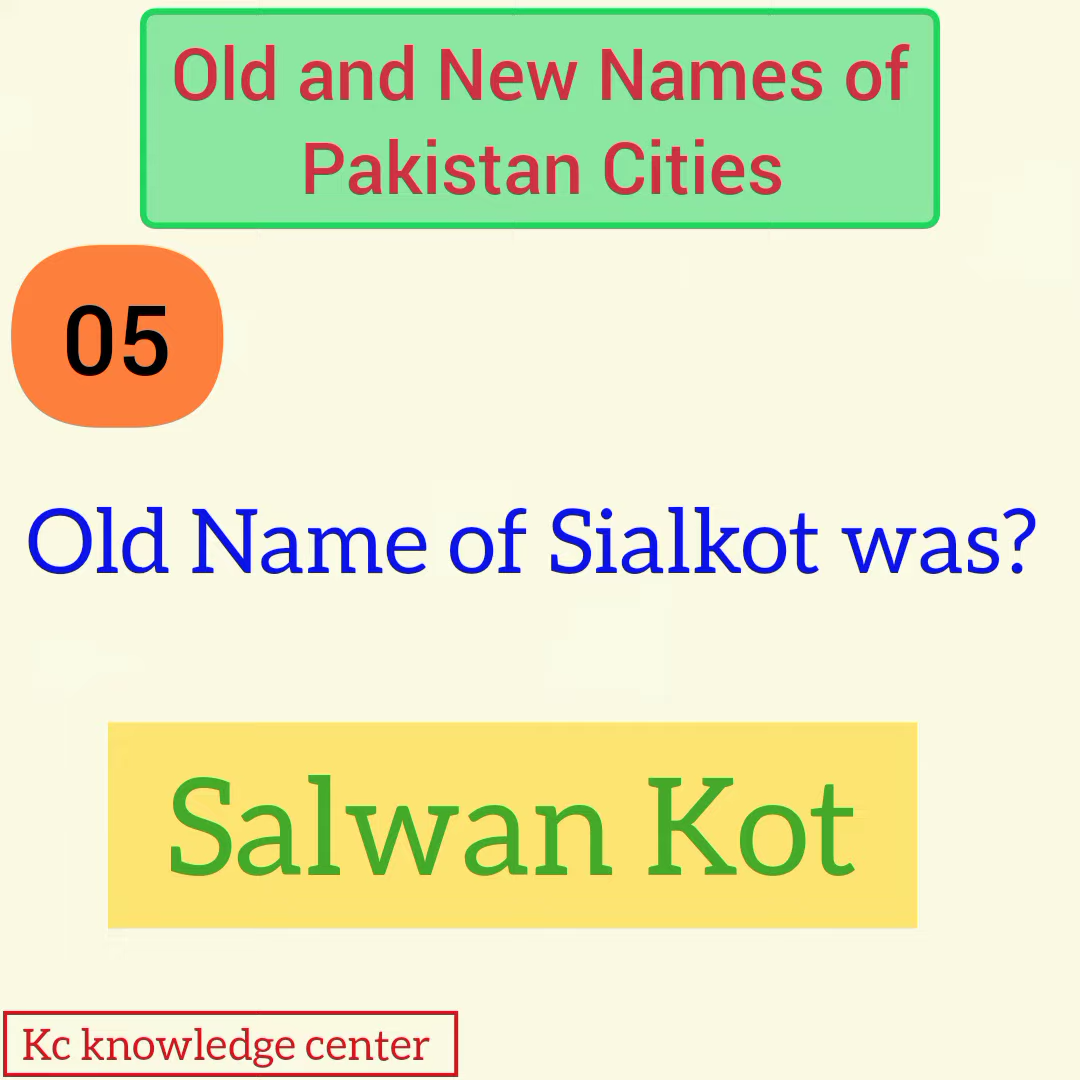 Old and New Names of
Pakistan Cities
05
Old Name of Sialkot was?
Salwan Kot
Kc knowledge center